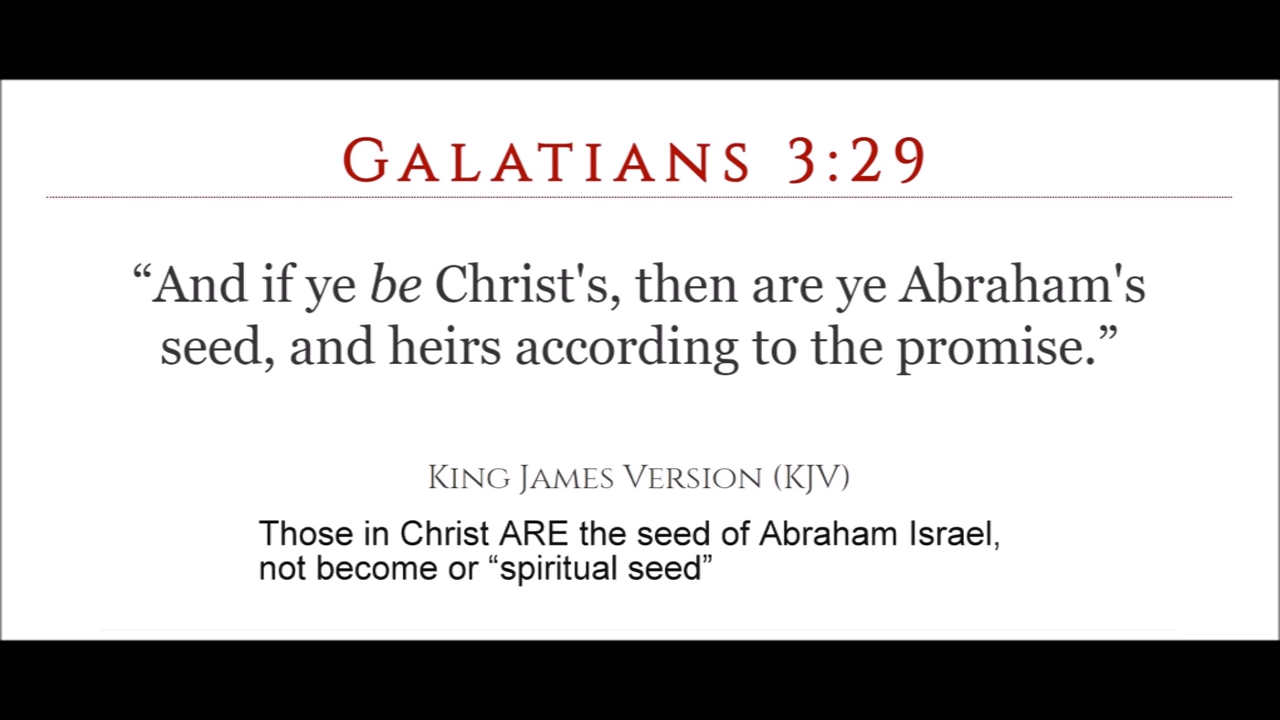 GALATIANS 3:29
“And if ye be Christ's, then are ye Abraham's
seed, and heirs according to the promise.”
KING JAMES VERSION (KJV)
Those in Christ ARE the seed of Abraham Israel,
not become or “spiritual seed”